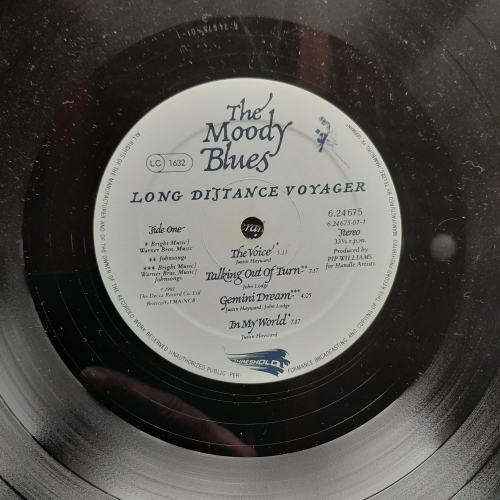 The
Moody
Blues
LC 1632
LONG DISTANCE VOYAGER
6.24675
6.24675-01-1
Side One
Stereo
33⅓ r.p.m.
* Bright Music/
Warner Bros. Music
** Johnsongs
*** Bright Music/
Warner Bros. Music/
Johnsongs
℗ 1981
The Decca Record Co. Ltd
Produced by
PIP WILLIAMS
for Handle Artists.
The Voice* 5.11
Justin Hayward
Talking Out Of Turn** 7.17
John Lodge
Gemini Dream*** 4.05
Justin Hayward/John Lodge
In My World* 7.17
Justin Hayward
THRESHOLD
ALL RIGHTS OF THE MANUFACTURER AND OF THE OWNER OF THE RECORDED WORK RESERVED UNAUTHORIZED PUBLIC PER-
FORMANCE BROADCASTING AND COPYING OF THIS RECORD PROHIBITED